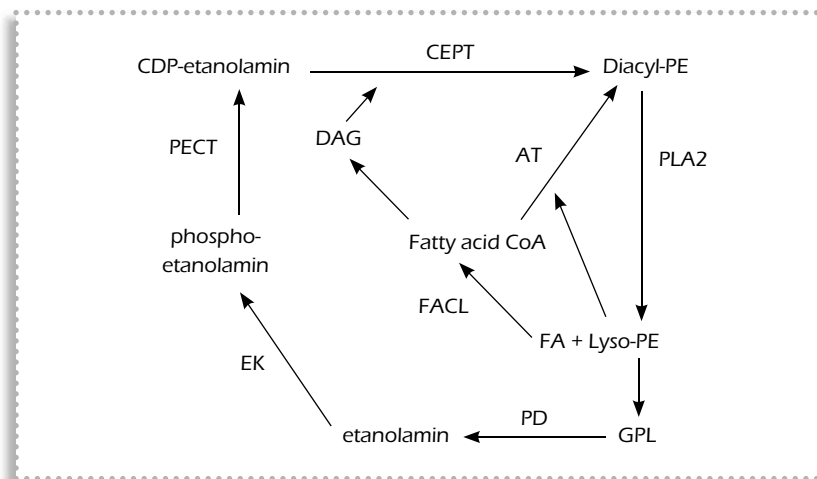 CEPT
CDP-etanolamin
Diacyl-PE
DAG
PECT
AT
PLA2
phospho-
etanolamin
Fatty acid CoA
FACL
FA + Lyso-PE
EK
PD
etanolamin
GPL